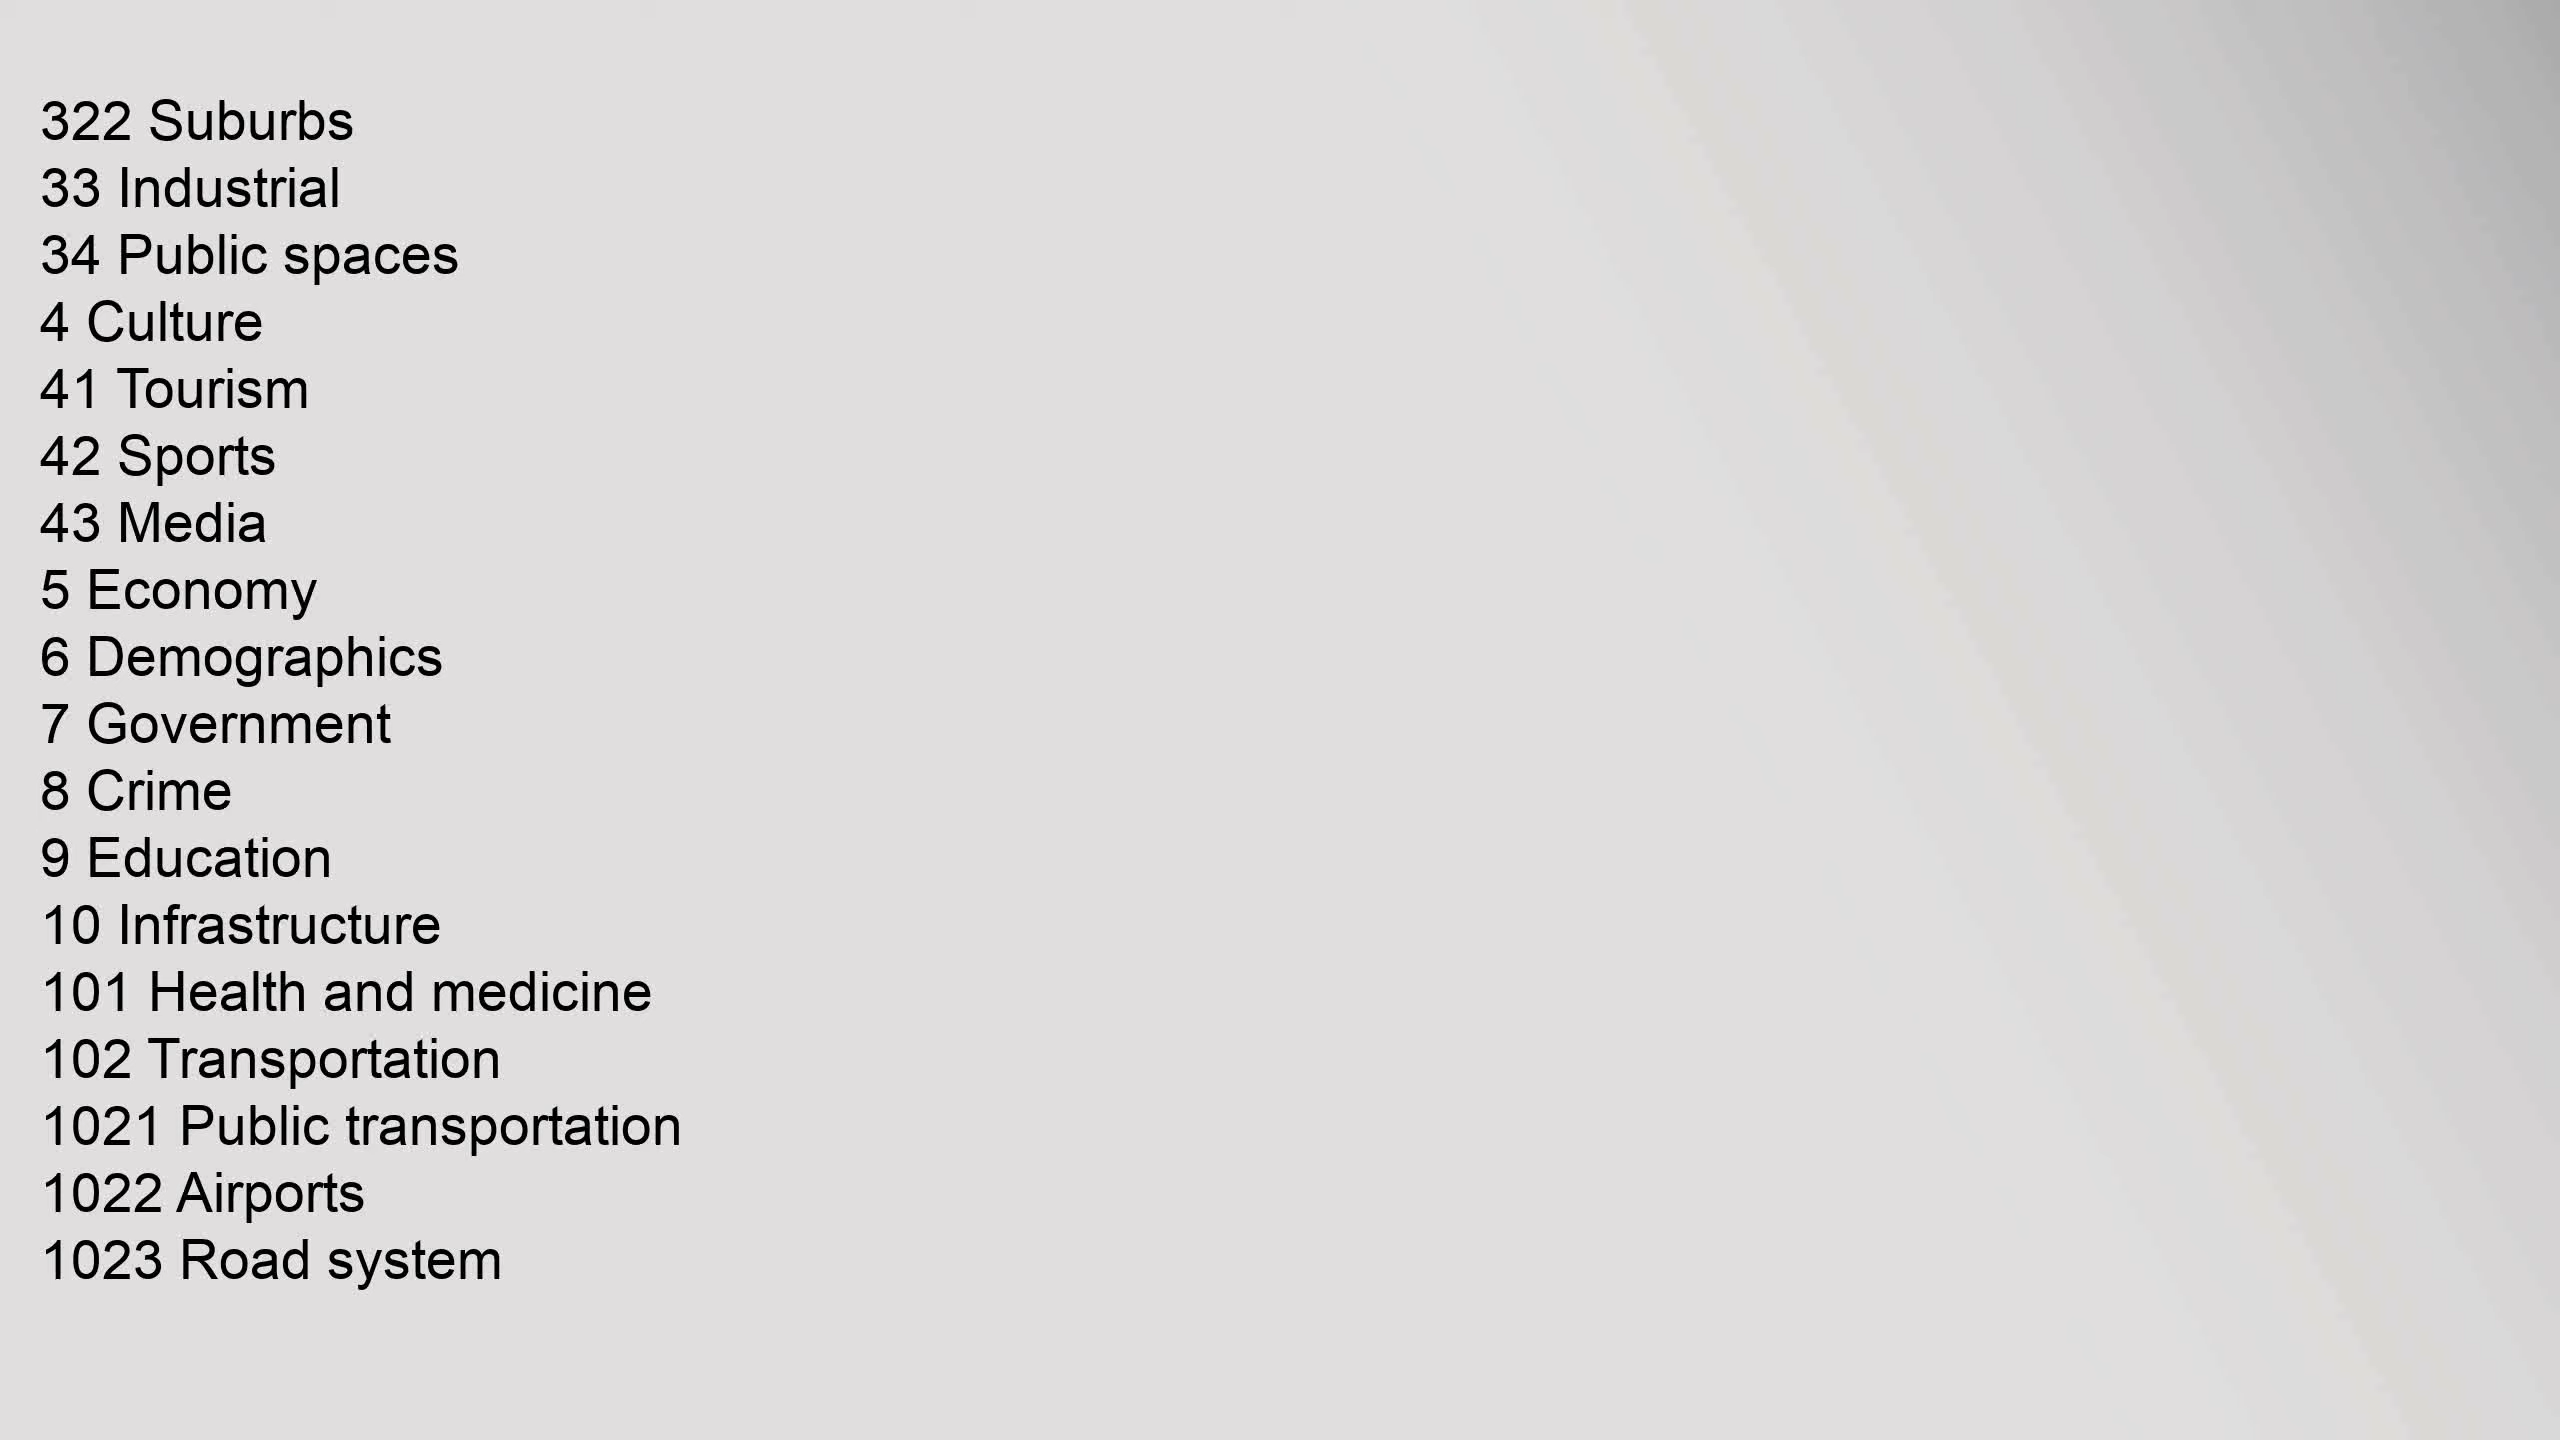 322 Suburbs
33 Industrial
34 Public spaces
4 Culture
41 Tourism
42 Sports
43 Media
5 Economy
6 Demographics
7 Government
8 Crime
9 Education
10 Infrastructure
101 Health and medicine
102 Transportation
1021 Public transportation
1022 Airports
1023 Road system